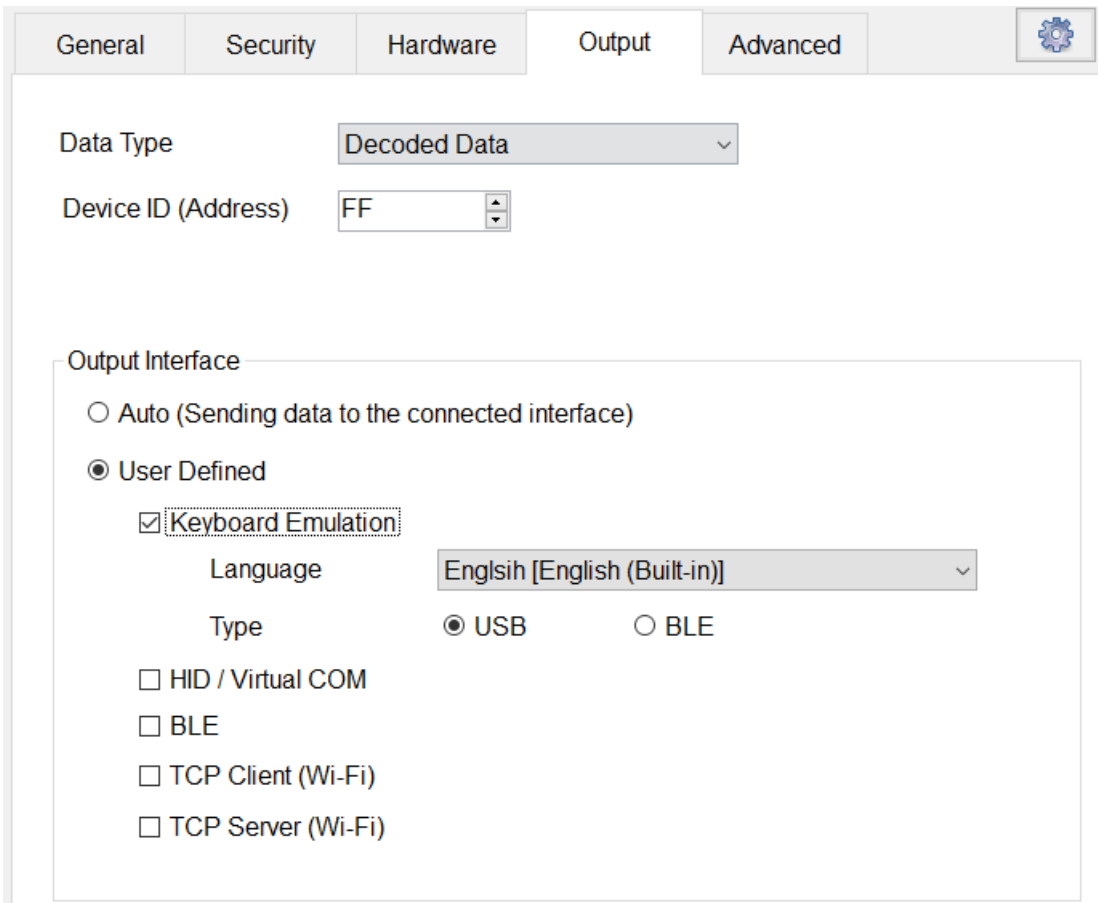 General Security Hardware Output Advanced
Data Type Decoded Data
Device ID (Address) FF
Output Interface
Auto (Sending data to the connected interface)
User Defined
Keyboard Emulation
Language Englsih [English (Built-in)]
Type USB BLE
HID / Virtual COM
BLE
TCP Client (Wi-Fi)
TCP Server (Wi-Fi)